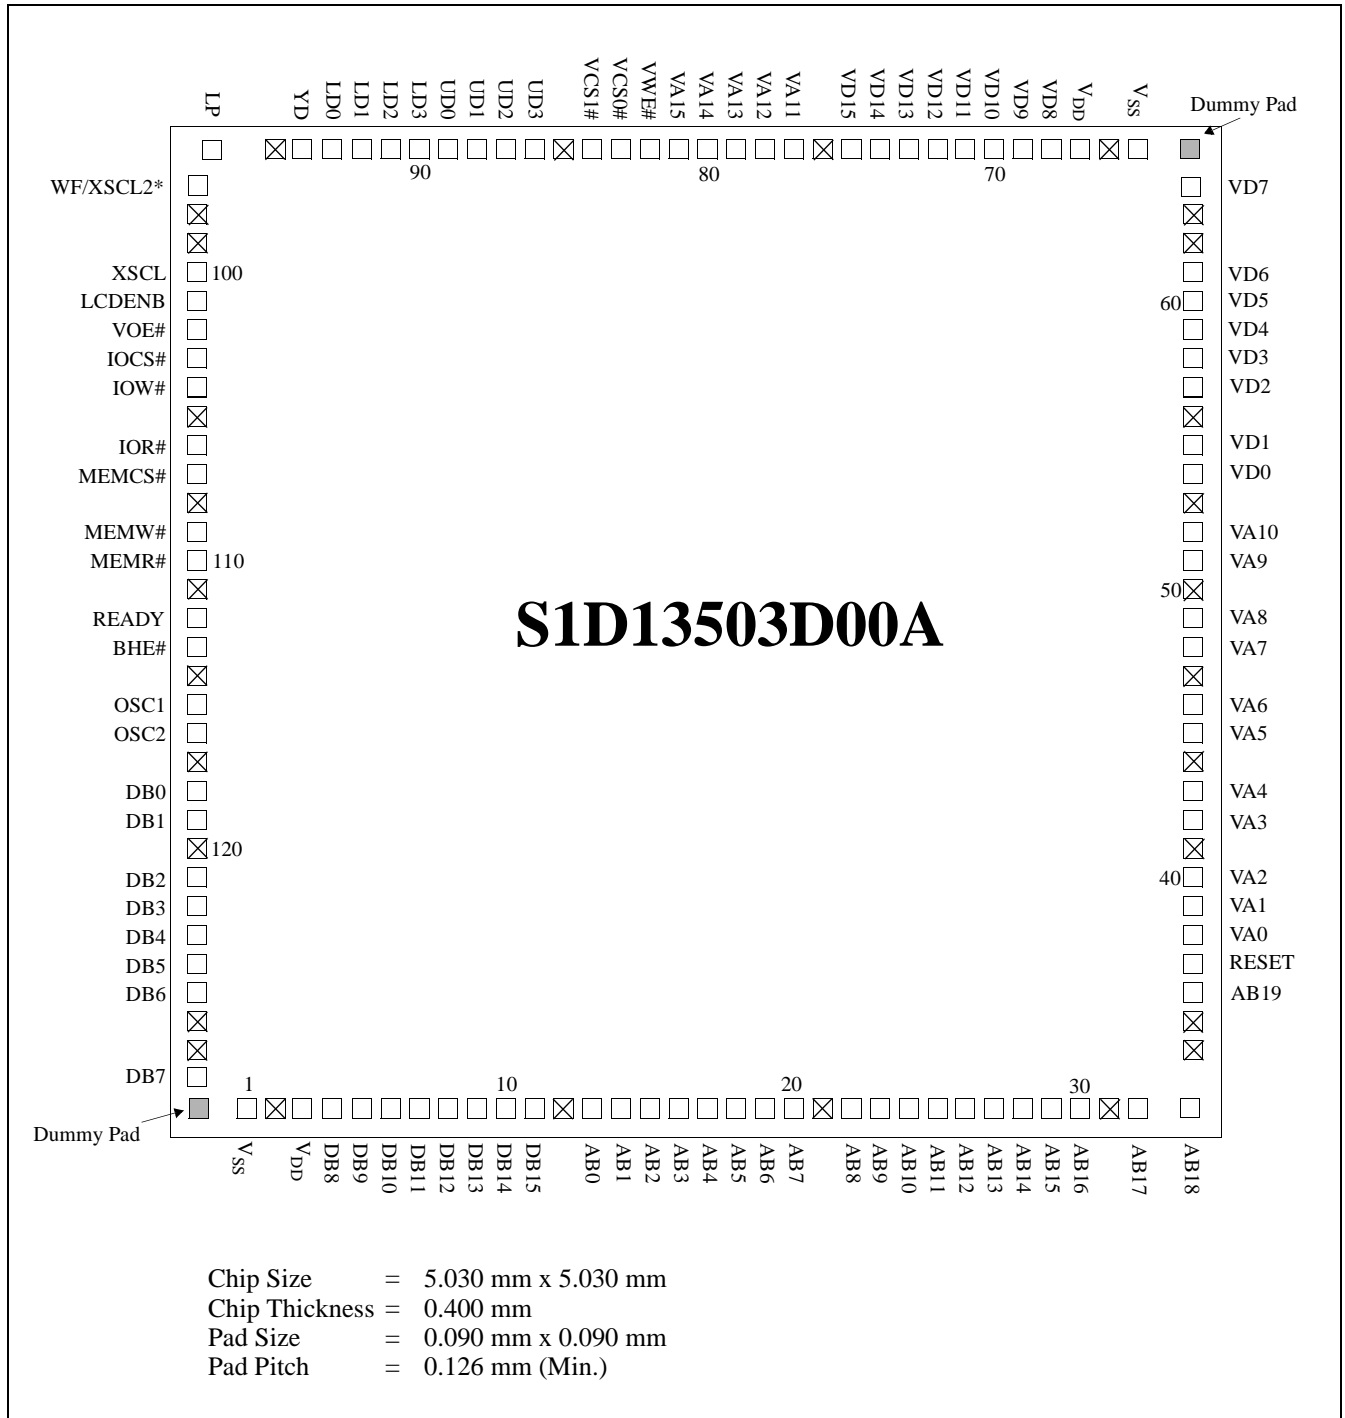 LP
YD
LD0
LD1
LD2
LD3
UD0
UD1
UD2
UD3
VCS1#
VCS0#
VWE#
VA15
VA14
VA13
VA12
VA11
VD15
VD14
VD13
VD12
VD11
VD10
VD9
VD8
VDD
VSS
Dummy Pad
90
80
70
WF/XSCL2*
XSCL
100
LCDENB
VOE#
IOCS#
IOW#
IOR#
MEMCS#
MEMW#
MEMR#
110
READY
BHE#
OSC1
OSC2
DB0
DB1
120
DB2
DB3
DB4
DB5
DB6
DB7
Dummy Pad
S1D13503D00A
VD7
VD6
60
VD5
VD4
VD3
VD2
VD1
VD0
VA10
VA9
50
VA8
VA7
VA6
VA5
VA4
VA3
40
VA2
VA1
VA0
RESET
AB19
1
10
20
30
VSS
VDD
DB8
DB9
DB10
DB11
DB12
DB13
DB14
DB15
AB0
AB1
AB2
AB3
AB4
AB5
AB6
AB7
AB8
AB9
AB10
AB11
AB12
AB13
AB14
AB15
AB16
AB17
AB18
Chip Size = 5.030 mm x 5.030 mm
Chip Thickness = 0.400 mm
Pad Size = 0.090 mm x 0.090 mm
Pad Pitch = 0.126 mm (Min.)